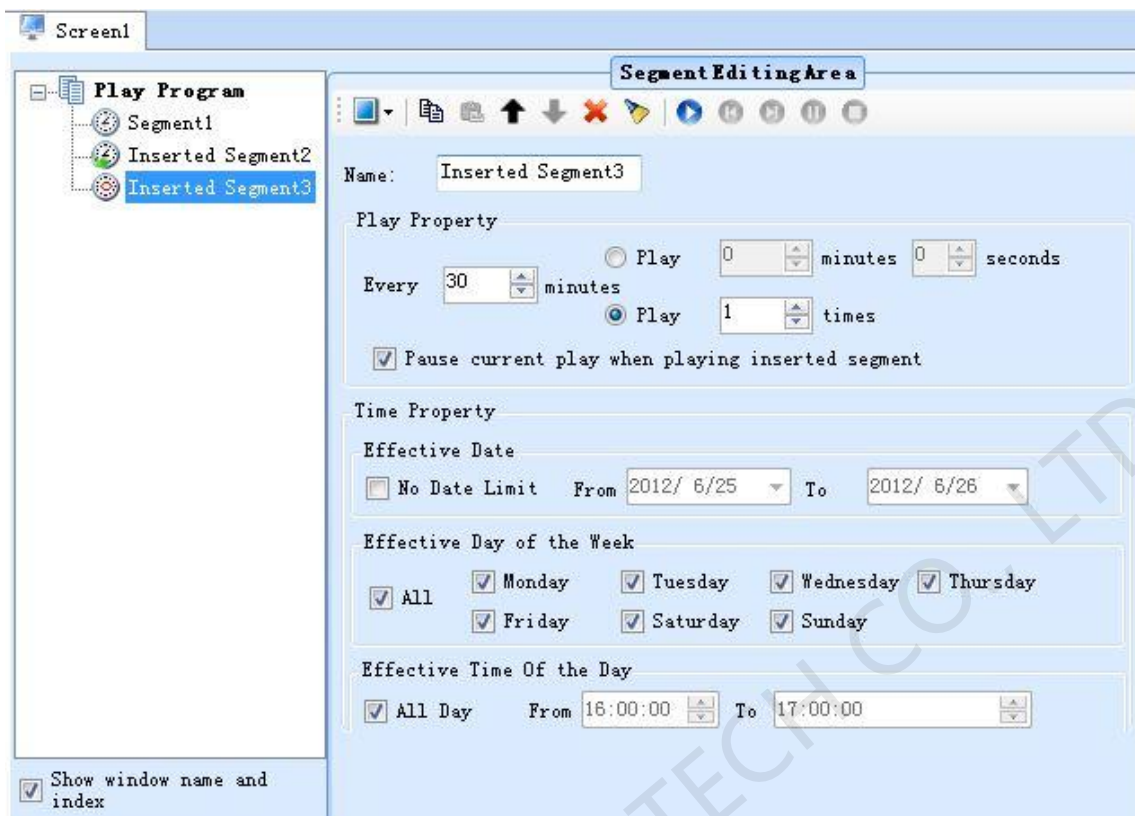 Screen1
Play Program
Segment1
Inserted Segment2
Inserted Segment3
Show window name and
index
SegmentEditingArea
Name: Inserted Segment3
Play Property
Every 30 minutes
Play 0 minutes 0 seconds
Play 1 times
Pause current play when playing inserted segment
Time Property
Effective Date
No Date Limit From 2012/ 6/25 To 2012/ 6/26
Effective Day of the Week
All Monday Tuesday Wednesday Thursday
Friday Saturday Sunday
Effective Time Of the Day
All Day From 16:00:00 To 17:00:00
TECH CO., LTD